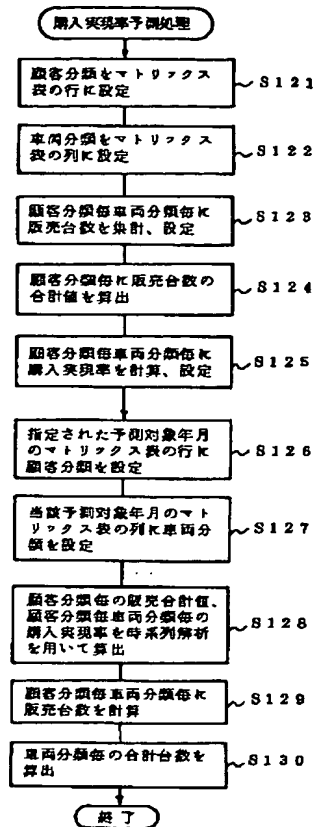 購入実現率予測処理
顧客分類をマトリックス
表の行に設定
S121
車両分類をマトリックス
表の列に設定
S122
顧客分類毎車両分類毎に
販売台数を集計、設定
S123
顧客分類毎に販売台数の
合計値を算出
S124
顧客分類毎車両分類毎に
購入実現率を計算、設定
S125
指定された予測対象年月
のマトリックス表の行に
顧客分類を設定
S126
当該予測対象年月のマト
リックス表の列に車両分
類を設定
S127
顧客分類毎の販売合計値、
顧客分類毎車両分類毎の
購入実現率を時系列解析
を用いて算出
S128
顧客分類毎車両分類毎に
販売台数を計算
S129
車両分類毎の合計台数を
算出
S130
終了